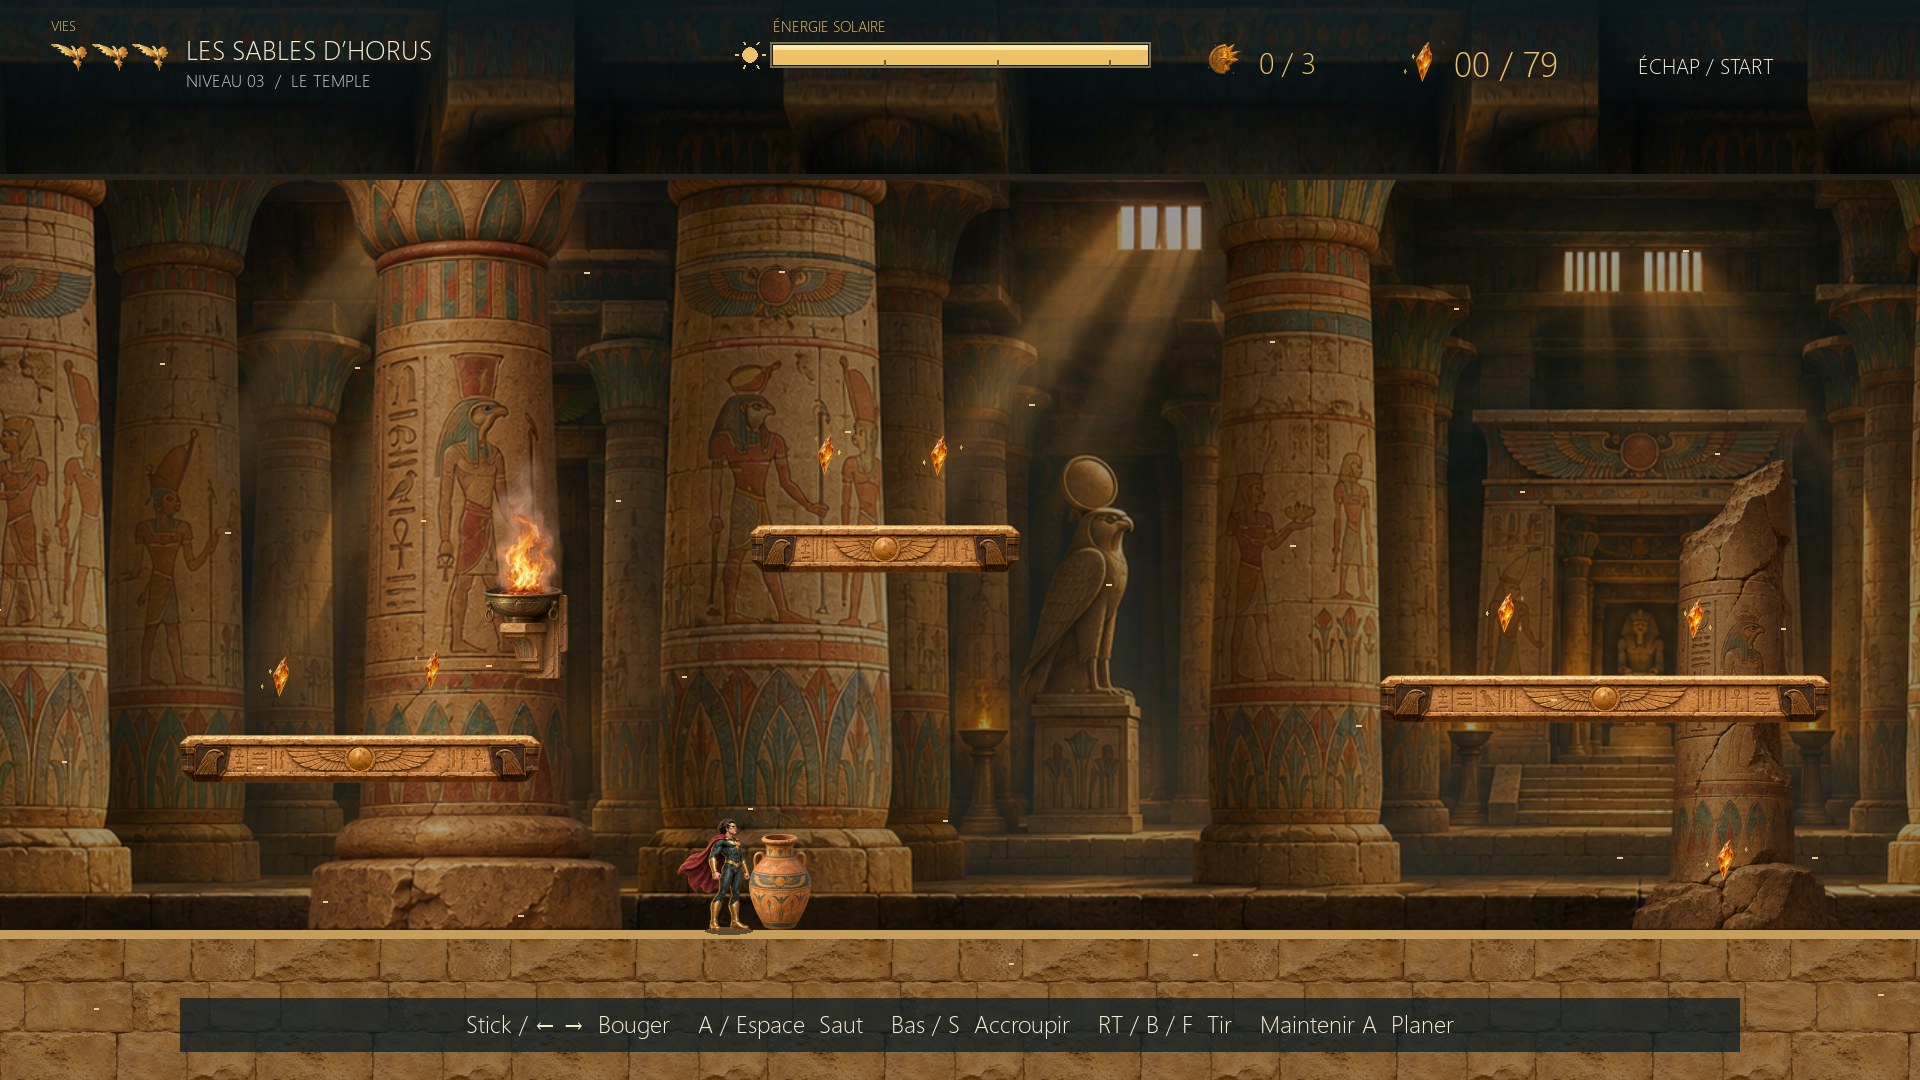 VIES
LES SABLES D’HORUS
NIVEAU 03 / LE TEMPLE
ÉNERGIE SOLAIRE
0 / 3
00 / 79
ÉCHAP / START
Stick / ← → Bouger A / Espace Saut Bas / S Accroupir RT / B / F Tir Maintenir A Planer